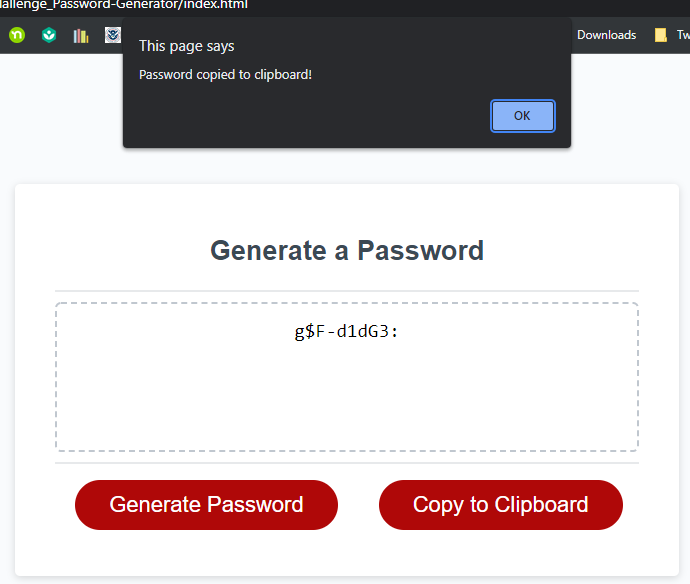 allenge_Password-Generator/index.html
Downloads
Tw
This page says
Password copied to clipboard!
OK
Generate a Password
g$F-d1dG3:
Generate Password
Copy to Clipboard